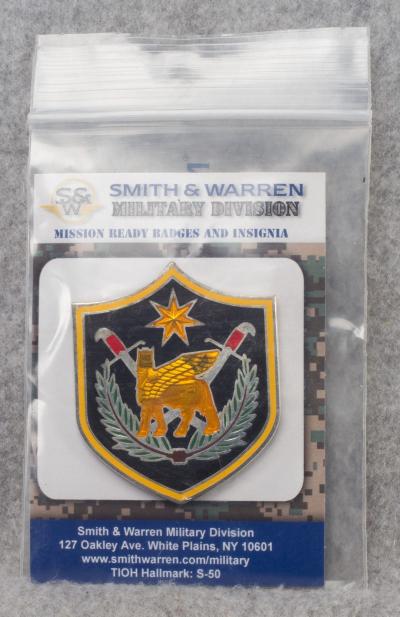 S&W
SMITH & WARREN
MILITARY DIVISION
MISSION READY BADGES AND INSIGNIA
Smith & Warren Military Division
127 Oakley Ave. White Plains, NY 10601
www.smithwarren.com/military
TIOH Hallmark: S-50